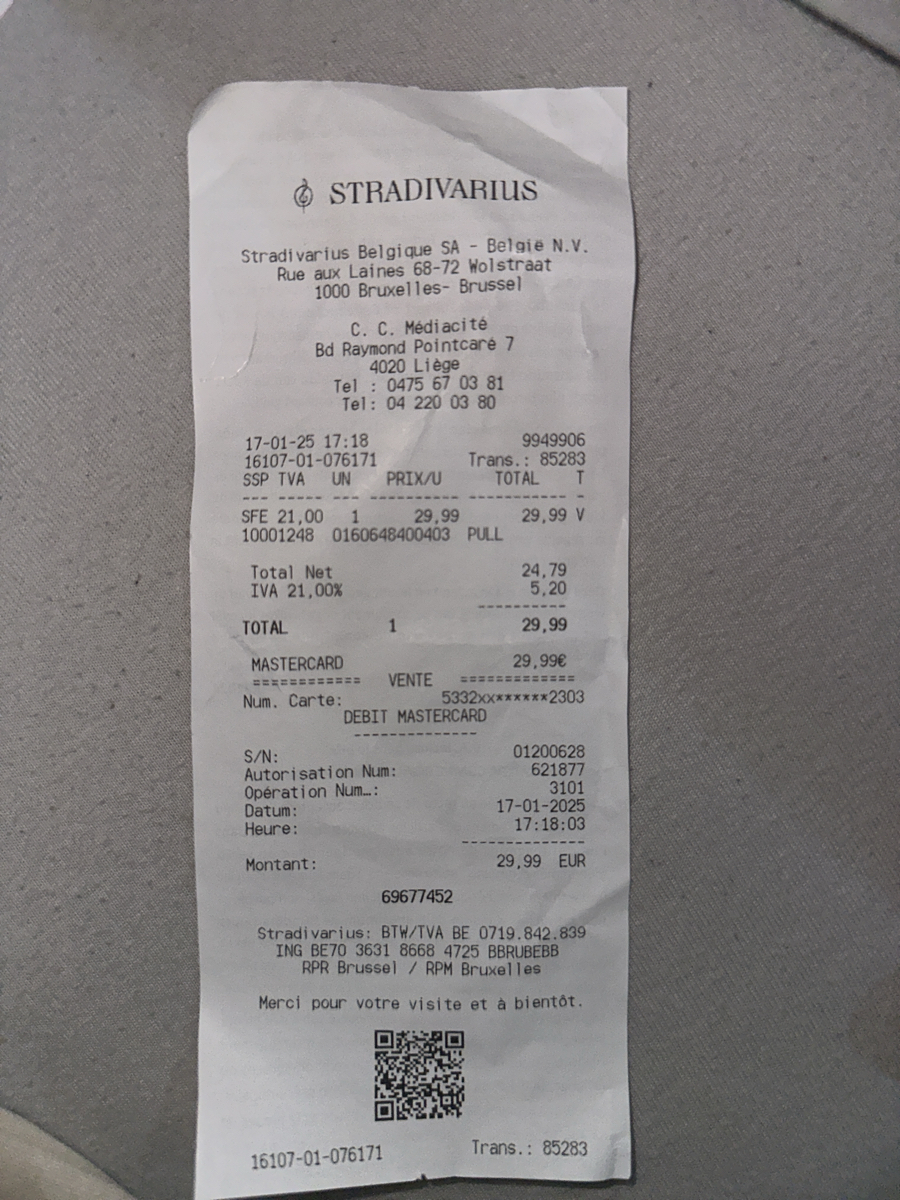 STRADIVARIUS
Stradivarius Belgique SA - België N.V.
Rue aux Laines 68-72 Wolstraat
1000 Bruxelles- Brussel
C. C. Médiacité
Bd Raymond Pointcaré 7
4020 Liège
Tel : 0475 67 03 81
Tel: 04 220 03 80
17-01-25 17:18 9949906
16107-01-076171 Trans.: 85283
SSP TVA UN PRIX/U TOTAL T
--- ----- --- ---------- ----------- -
SFE 21,00 1 29,99 29,99 V
10001248 0160648400403 PULL
Total Net 24,79
IVA 21,00% 5,20
----------
TOTAL 1 29,99
MASTERCARD 29,99€
============ VENTE =============
Num. Carte: 5332xx******2303
DEBIT MASTERCARD
--------------
S/N: 01200628
Autorisation Num: 621877
Opération Num…: 3101
Datum: 17-01-2025
Heure: 17:18:03
--------------
Montant: 29,99 EUR
69677452
Stradivarius: BTW/TVA BE 0719.842.839
ING BE70 3631 8668 4725 BBRUBEBB
RPR Brussel / RPM Bruxelles
Merci pour votre visite et à bientôt.
16107-01-076171 Trans.: 85283